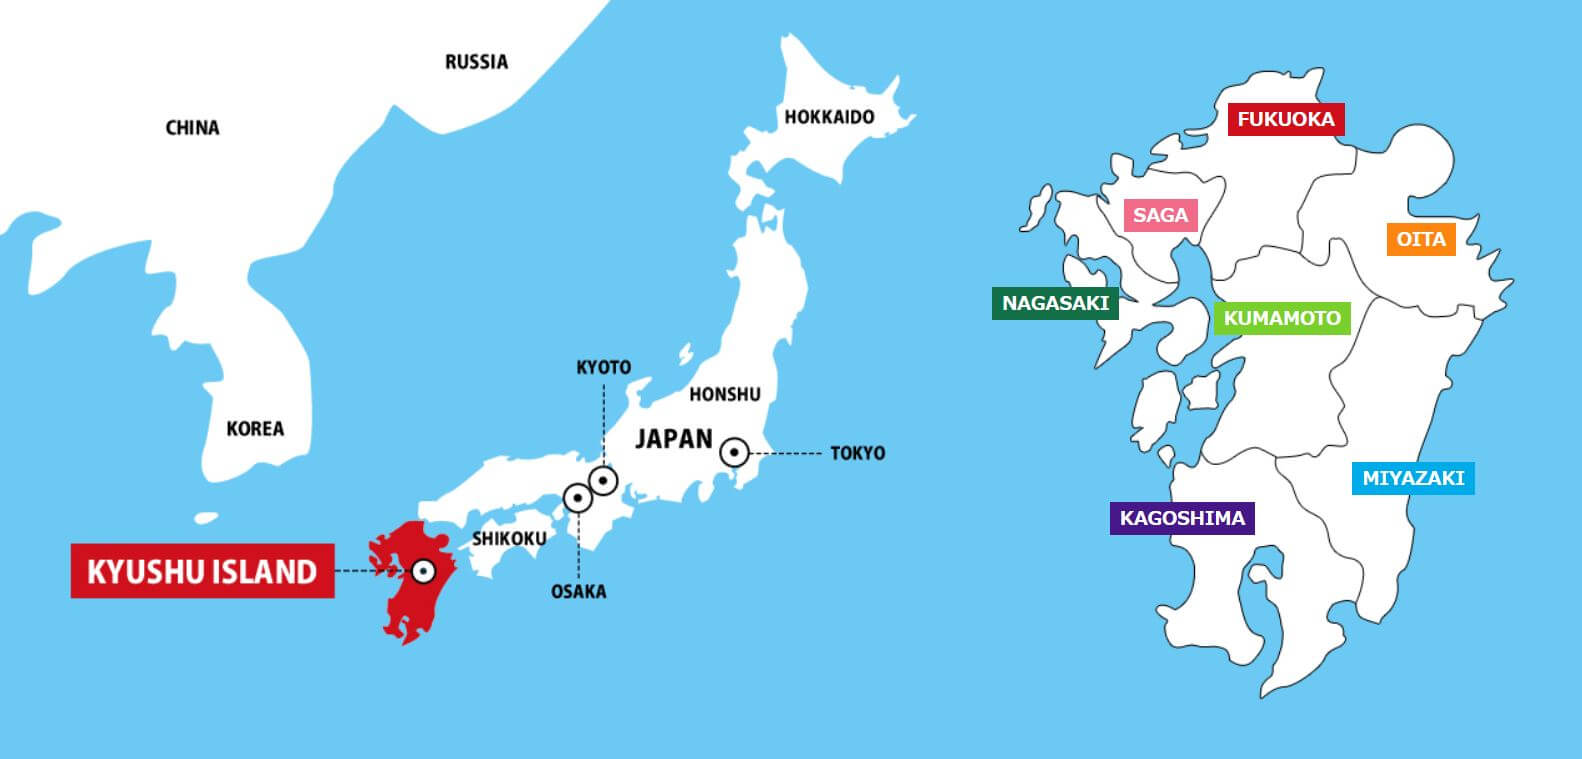 RUSSIA
CHINA
HOKKAIDO
KYOTO
HONSHU
KOREA
JAPAN
TOKYO
SHIKOKU
KYUSHU ISLAND
OSAKA
FUKUOKA
SAGA
OITA
NAGASAKI
KUMAMOTO
MIYAZAKI
KAGOSHIMA